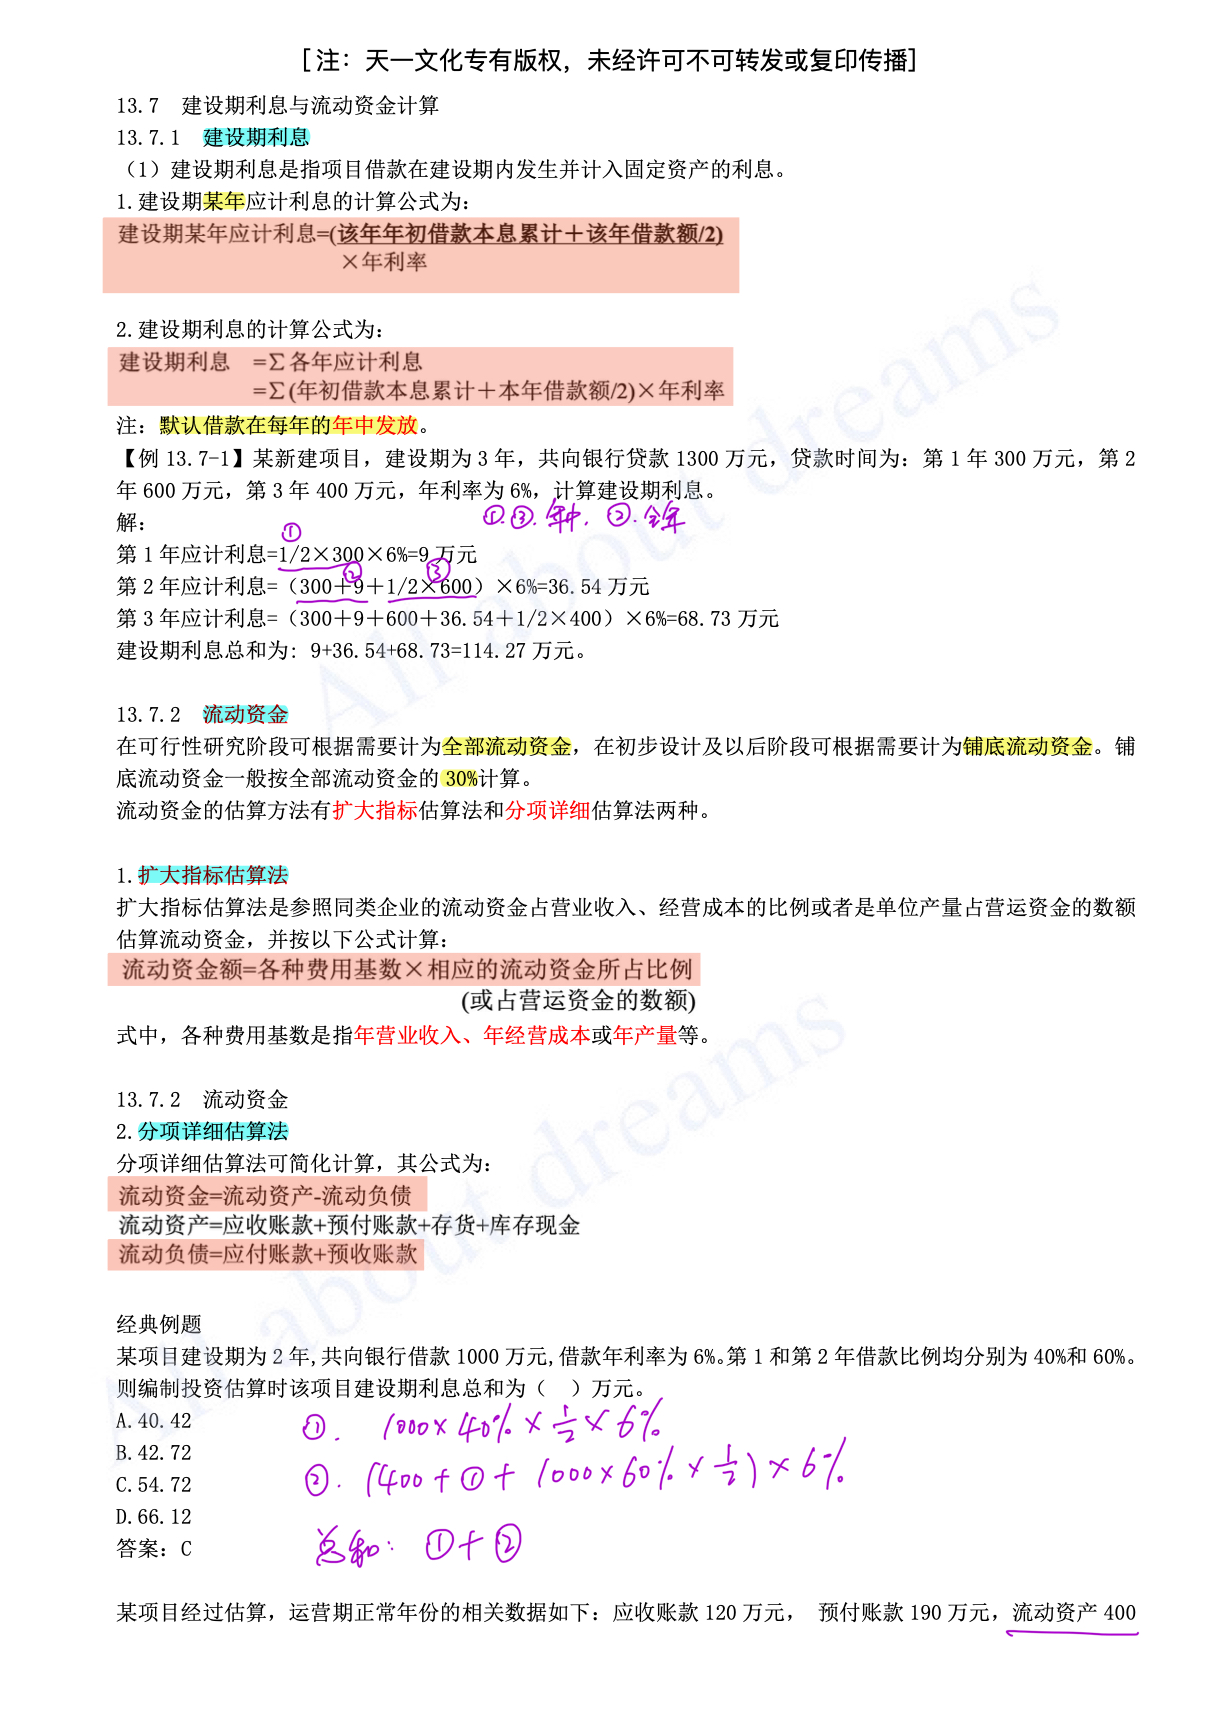 [注：天一文化专有版权，未经许可不可转发或复印传播]
13.7　建设期利息与流动资金计算
13.7.1　建设期利息
（1）建设期利息是指项目借款在建设期内发生并计入固定资产的利息。
1.建设期某年应计利息的计算公式为：
建设期某年应计利息=(该年年初借款本息累计＋该年借款额/2)
×年利率
2.建设期利息的计算公式为：
建设期利息　=Σ各年应计利息
=Σ(年初借款本息累计＋本年借款额/2)×年利率
注：默认借款在每年的年中发放。
【例 13.7-1】某新建项目，建设期为 3 年，共向银行贷款 1300 万元，贷款时间为：第 1 年 300 万元，第 2
年 600 万元，第 3 年 400 万元，年利率为 6%，计算建设期利息。
①.③.年中. ②.全年
解：
①
第 1 年应计利息=1/2×300×6%=9 万元
② ③
第 2 年应计利息=（300＋9＋1/2×600）×6%=36.54 万元
第 3 年应计利息=（300＋9＋600＋36.54＋1/2×400）×6%=68.73 万元
建设期利息总和为: 9+36.54+68.73=114.27 万元。
13.7.2　流动资金
在可行性研究阶段可根据需要计为全部流动资金，在初步设计及以后阶段可根据需要计为铺底流动资金。铺
底流动资金一般按全部流动资金的 30%计算。
流动资金的估算方法有扩大指标估算法和分项详细估算法两种。
1.扩大指标估算法
扩大指标估算法是参照同类企业的流动资金占营业收入、经营成本的比例或者是单位产量占营运资金的数额
估算流动资金，并按以下公式计算：
流动资金额=各种费用基数×相应的流动资金所占比例
(或占营运资金的数额)
式中，各种费用基数是指年营业收入、年经营成本或年产量等。
13.7.2　流动资金
2.分项详细估算法
分项详细估算法可简化计算，其公式为：
流动资金=流动资产-流动负债
流动资产=应收账款+预付账款+存货+库存现金
流动负债=应付账款+预收账款
经典例题
某项目建设期为 2 年,共向银行借款 1000 万元,借款年利率为 6%。第 1 和第 2 年借款比例均分别为 40%和 60%。
则编制投资估算时该项目建设期利息总和为（　）万元。
A.40.42
①. 1000×40%×1/2×6%
B.42.72
C.54.72
②. (400+①+1000×60%×1/2)×6%
D.66.12
答案：C
总和：①+②
某项目经过估算，运营期正常年份的相关数据如下：应收账款 120 万元， 预付账款 190 万元，流动资产 400
All about dreams
All about dreams